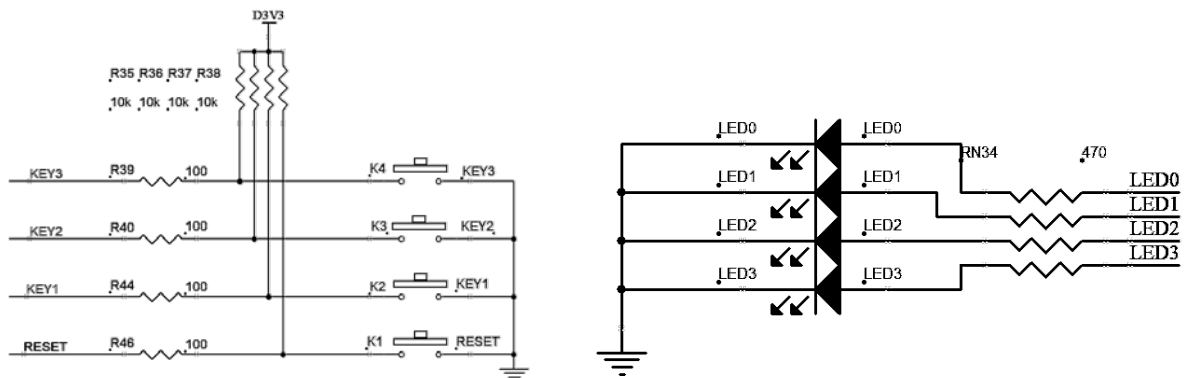 D3V3
R35 R36 R37 R38
10k 10k 10k 10k
KEY3 R39 100 K4 KEY3
KEY2 R40 100 K3 KEY2
KEY1 R44 100 K2 KEY1
RESET R46 100 K1 RESET
LED0 LED0
RN34 470
LED1 LED1 LED0
LED1
LED2 LED2 LED2
LED3
LED3 LED3